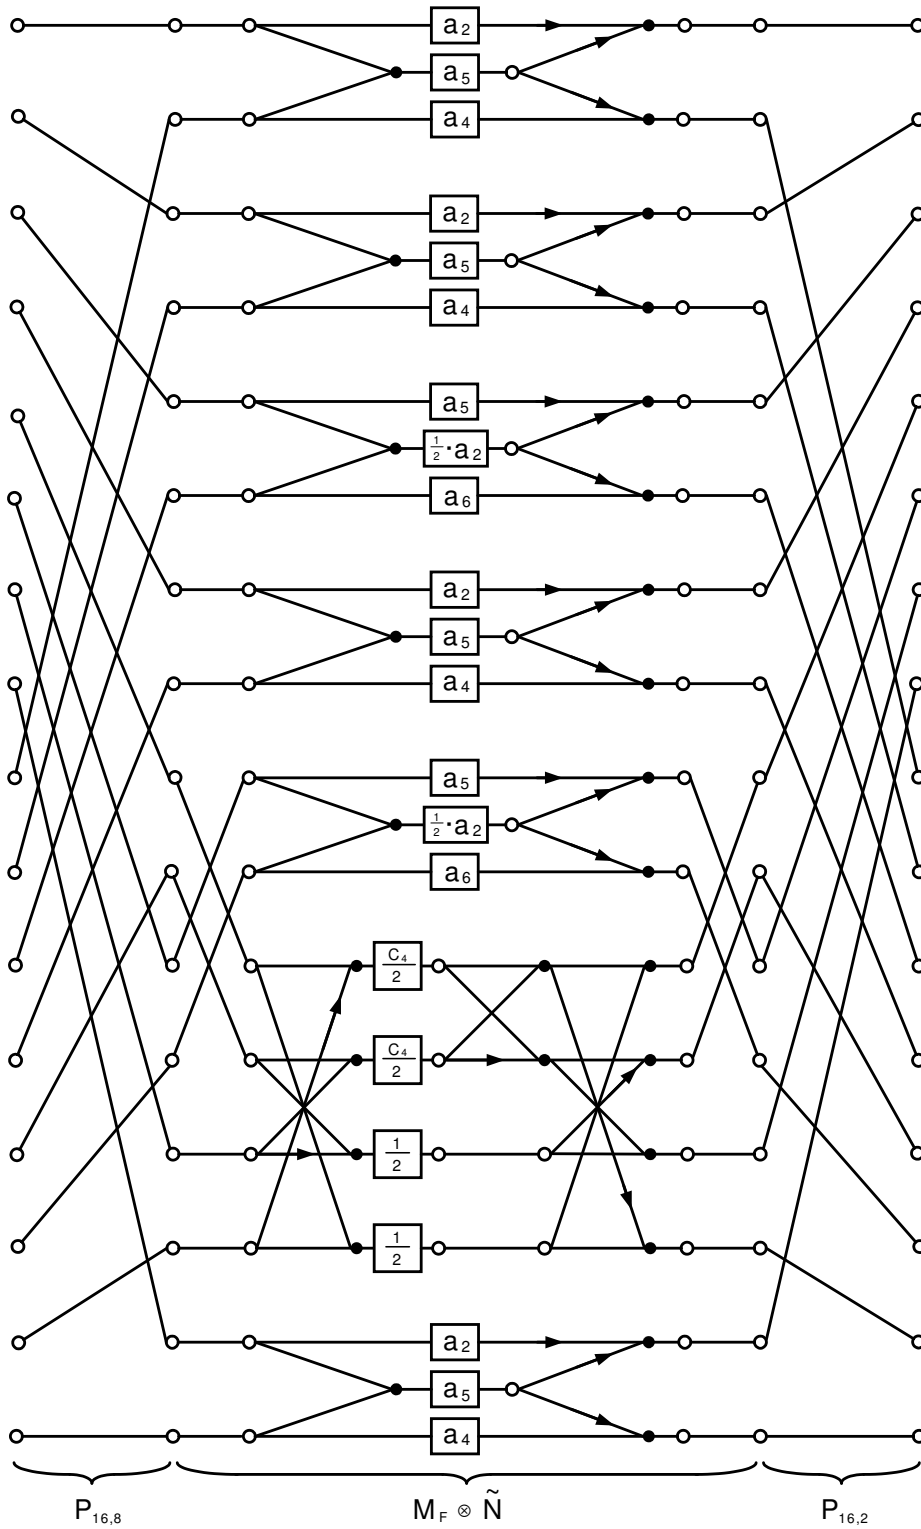 a₂
a₅
a₄
a₂
a₅
a₄
a₅
½·a₂
a₆
a₂
a₅
a₄
a₅
½·a₂
a₆
C₄/2
C₄/2
1/2
1/2
a₂
a₅
a₄
P₁₆,₈ M_F ⊗ Ñ P₁₆,₂